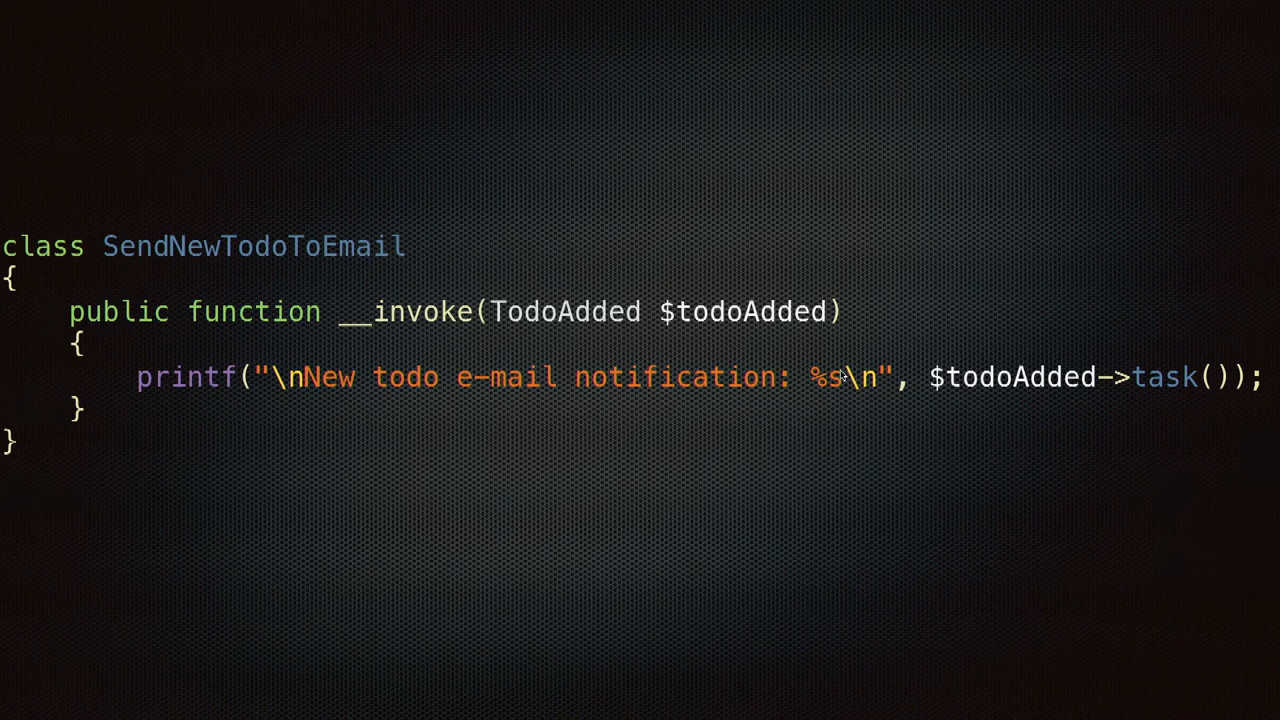 class SendNewTodoToEmail
{
    public function __invoke(TodoAdded $todoAdded)
    {
        printf("\nNew todo e-mail notification: %s\n", $todoAdded->task());
    }
}